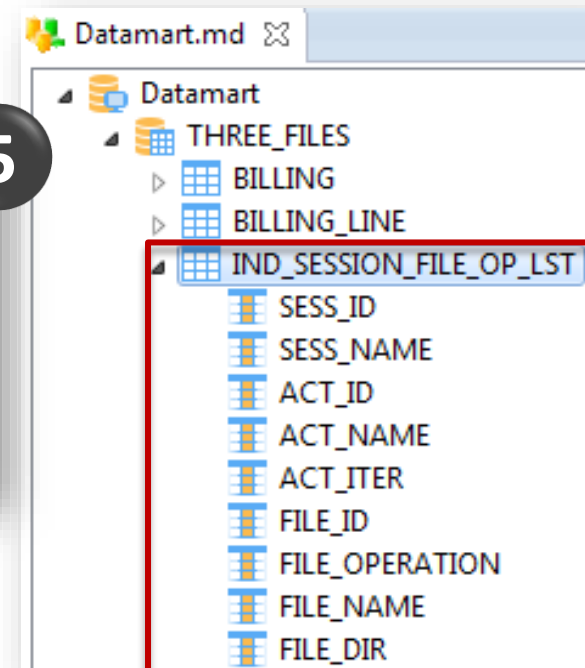 Datamart.md
Datamart
5
THREE_FILES
BILLING
BILLING_LINE
IND_SESSION_FILE_OP_LST
SESS_ID
SESS_NAME
ACT_ID
ACT_NAME
ACT_ITER
FILE_ID
FILE_OPERATION
FILE_NAME
FILE_DIR